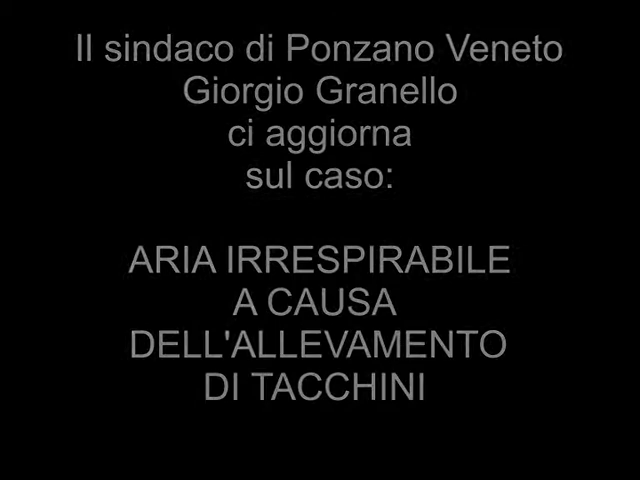 Il sindaco di Ponzano Veneto
Giorgio Granello
ci aggiorna
sul caso:
ARIA IRRESPIRABILE
A CAUSA
DELL'ALLEVAMENTO
DI TACCHINI